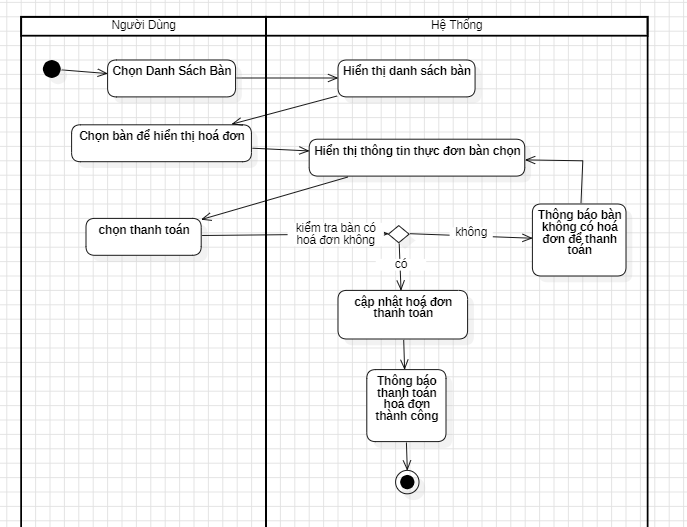 Người Dùng
Hệ Thống
Chọn Danh Sách Bàn
Hiển thị danh sách bàn
Chọn bàn để hiển thị hoá đơn
Hiển thị thông tin thực đơn bàn chọn
chọn thanh toán
kiểm tra bàn có
hoá đơn không
không
Thông báo bàn
không có hoá
đơn để thanh
toán
có
cập nhật hoá đơn
thanh toán
Thông báo
thanh toán
hoá đơn
thành công